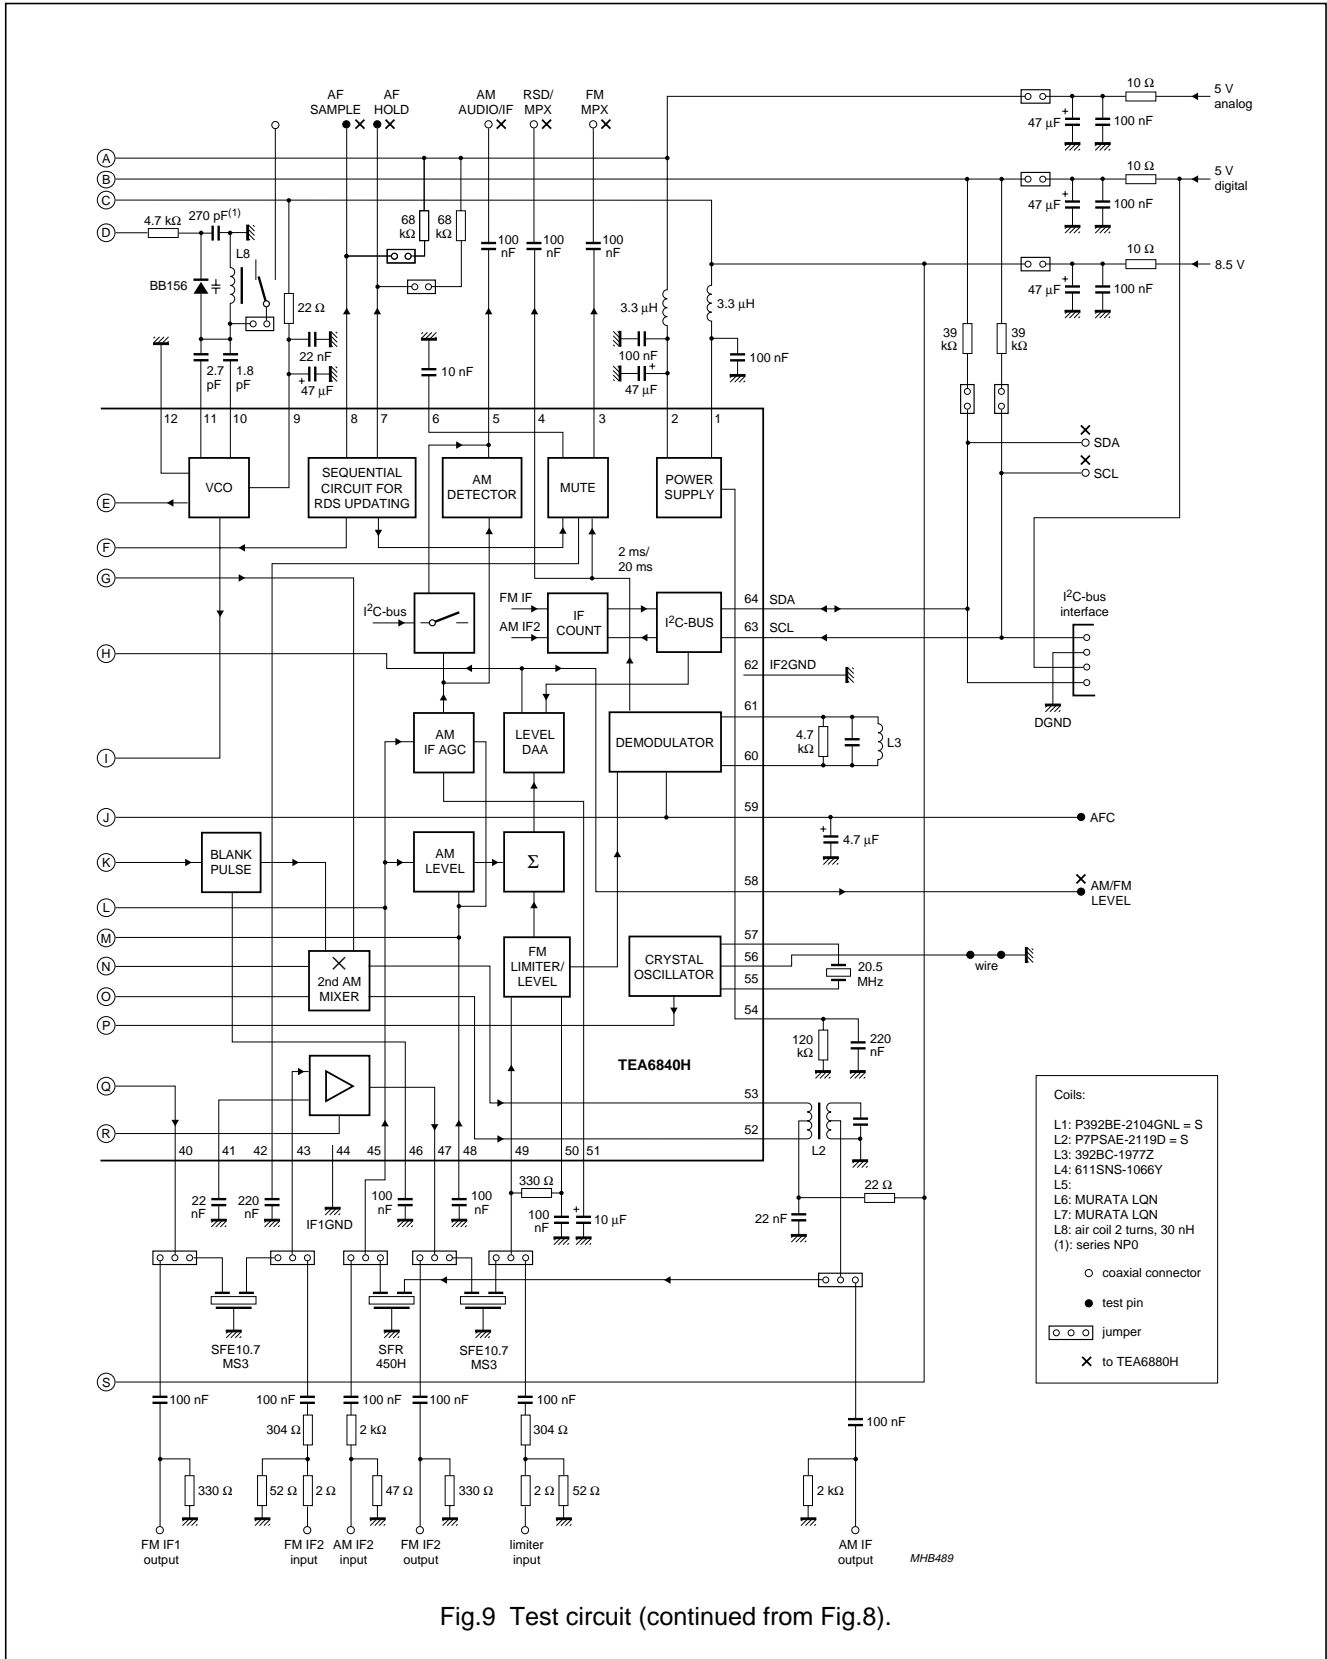 AF SAMPLE
AF HOLD
AM AUDIO/IF
RSD/ MPX
FM MPX
10 Ω
5 V analog
47 μF
+
100 nF
A
B
C
D
10 Ω
5 V digital
47 μF
+
100 nF
10 Ω
8.5 V
47 μF
+
100 nF
4.7 kΩ
270 pF(1)
L8
BB156
68 kΩ
68 kΩ
100 nF
100 nF
100 nF
22 Ω
3.3 μH
3.3 μH
22 nF
+
47 μF
2.7 pF
1.8 pF
10 nF
100 nF
+
47 μF
100 nF
39 kΩ
39 kΩ
12
11
10
9
8
7
6
5
4
3
2
1
SDA
SCL
VCO
SEQUENTIAL CIRCUIT FOR RDS UPDATING
AM DETECTOR
MUTE
POWER SUPPLY
E
F
G
H
I
J
K
L
M
N
O
P
Q
R
S
2 ms/ 20 ms
I2C-bus
FM IF
AM IF2
IF COUNT
I2C-BUS
64 SDA
63 SCL
62 IF2GND
I2C-bus interface
DGND
AM IF AGC
LEVEL DAA
DEMODULATOR
61
60
4.7 kΩ
L3
59
AFC
+
4.7 μF
BLANK PULSE
AM LEVEL
Σ
58
AM/FM LEVEL
2nd AM MIXER
FM LIMITER/ LEVEL
CRYSTAL OSCILLATOR
57
56
55
20.5 MHz
wire
54
120 kΩ
220 nF
TEA6840H
53
52
L2
22 Ω
22 nF
40
41
42
43
44
45
46
47
48
49
50
51
22 nF
220 nF
IF1GND
100 nF
100 nF
330 Ω
100 nF
+
10 μF
SFE10.7 MS3
SFR 450H
SFE10.7 MS3
100 nF
100 nF
100 nF
100 nF
100 nF
100 nF
304 Ω
2 kΩ
304 Ω
330 Ω
52 Ω
2 Ω
47 Ω
330 Ω
2 Ω
52 Ω
2 kΩ
FM IF1 output
FM IF2 input
AM IF2 input
FM IF2 output
limiter input
AM IF output
MHB489
Coils:
L1: P392BE-2104GNL = S
L2: P7PSAE-2119D = S
L3: 392BC-1977Z
L4: 611SNS-1066Y
L5:
L6: MURATA LQN
L7: MURATA LQN
L8: air coil 2 turns, 30 nH
(1): series NP0
coaxial connector
test pin
jumper
to TEA6880H
Fig.9 Test circuit (continued from Fig.8).